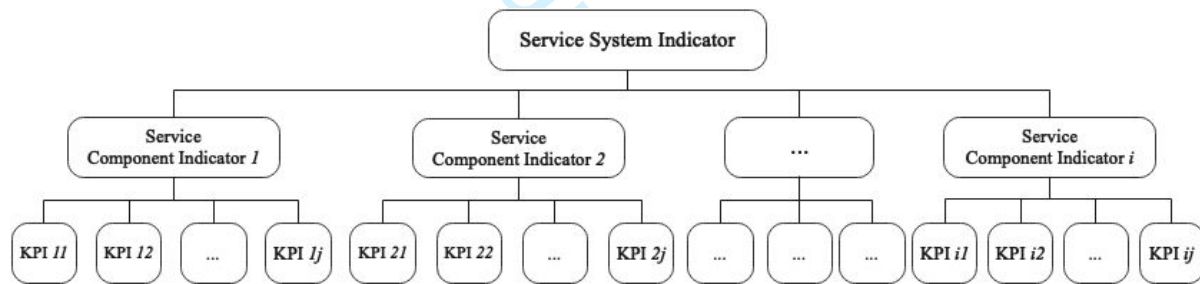 Service System Indicator
Service
Component Indicator 1
Service
Component Indicator 2
...
Service
Component Indicator i
KPI 11
KPI 12
...
KPI 1j
KPI 21
KPI 22
...
KPI 2j
...
...
...
KPI i1
KPI i2
...
KPI ij